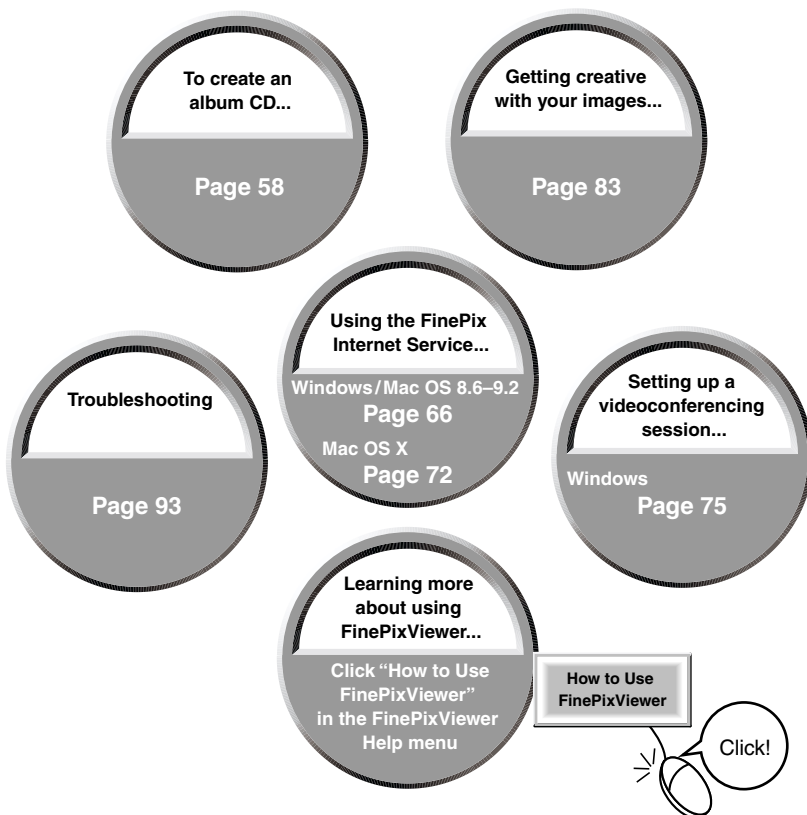 To create an
album CD...
Page 58
Getting creative
with your images...
Page 83
Using the FinePix
Internet Service...
Windows/Mac OS 8.6–9.2
Page 66
Mac OS X
Page 72
Troubleshooting
Page 93
Setting up a
videoconferencing
session...
Windows
Page 75
Learning more
about using
FinePixViewer...
Click “How to Use
FinePixViewer”
in the FinePixViewer
Help menu
How to Use
FinePixViewer
Click!